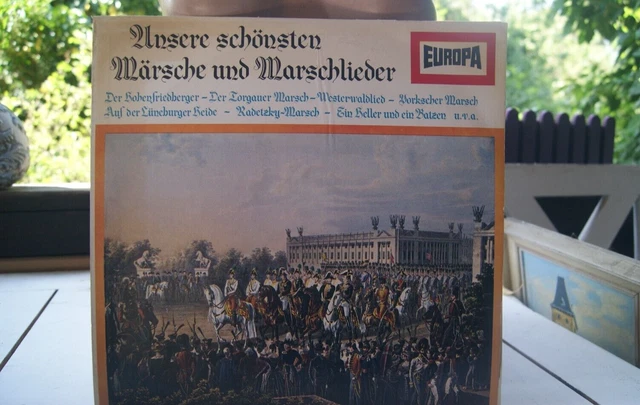 Unsere schönsten
Märsche und Marschlieder
EUROPA
Der Hohenfriedberger – Der Torgauer Marsch – Westerwaldlied – Yorkscher Marsch
Auf der Lüneburger Heide – Radetzky-Marsch – Ein Heller und ein Batzen u.v.a.